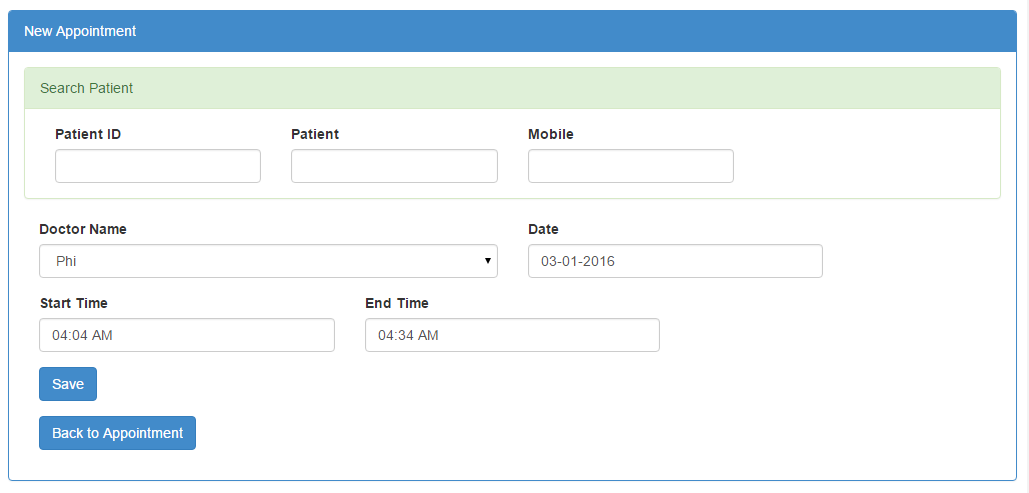 New Appointment
Search Patient
Patient ID Patient Mobile
Doctor Name Date
Phi 03-01-2016
Start Time End Time
04:04 AM 04:34 AM
Save
Back to Appointment